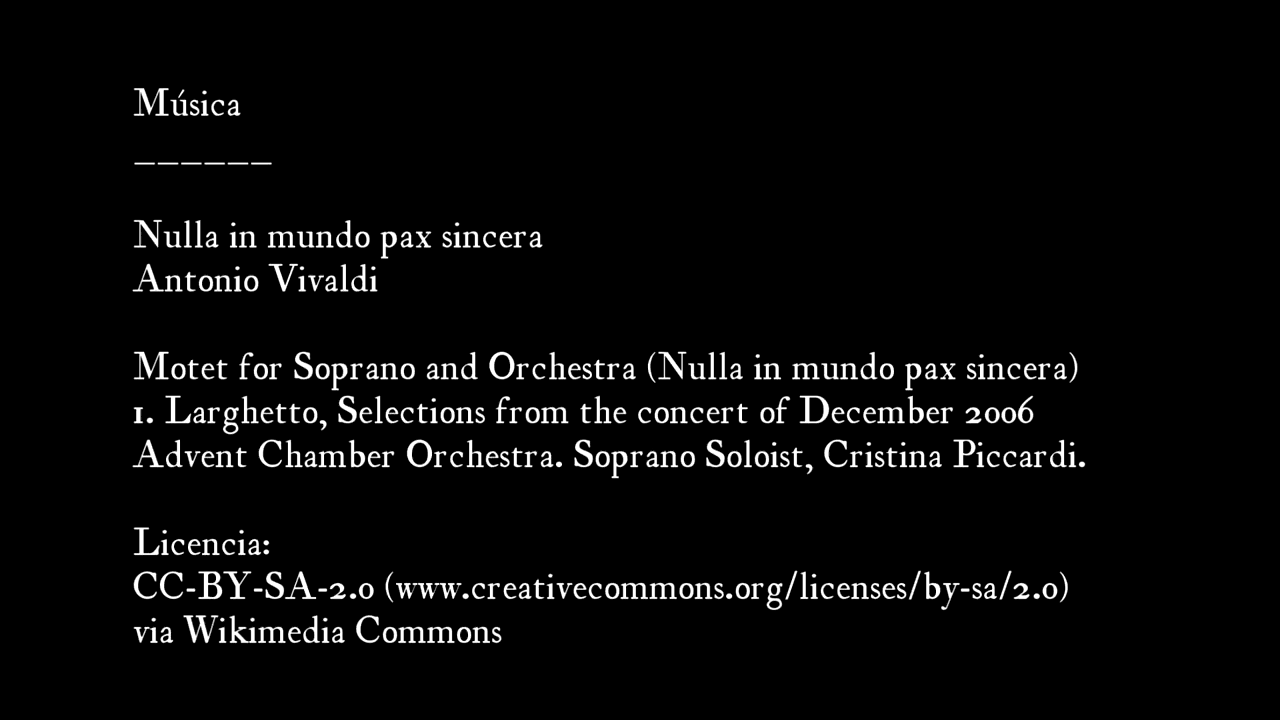 Música
______
Nulla in mundo pax sincera
Antonio Vivaldi
Motet for Soprano and Orchestra (Nulla in mundo pax sincera)
1. Larghetto, Selections from the concert of December 2006
Advent Chamber Orchestra. Soprano Soloist, Cristina Piccardi.
Licencia:
CC-BY-SA-2.0 (www.creativecommons.org/licenses/by-sa/2.0)
via Wikimedia Commons